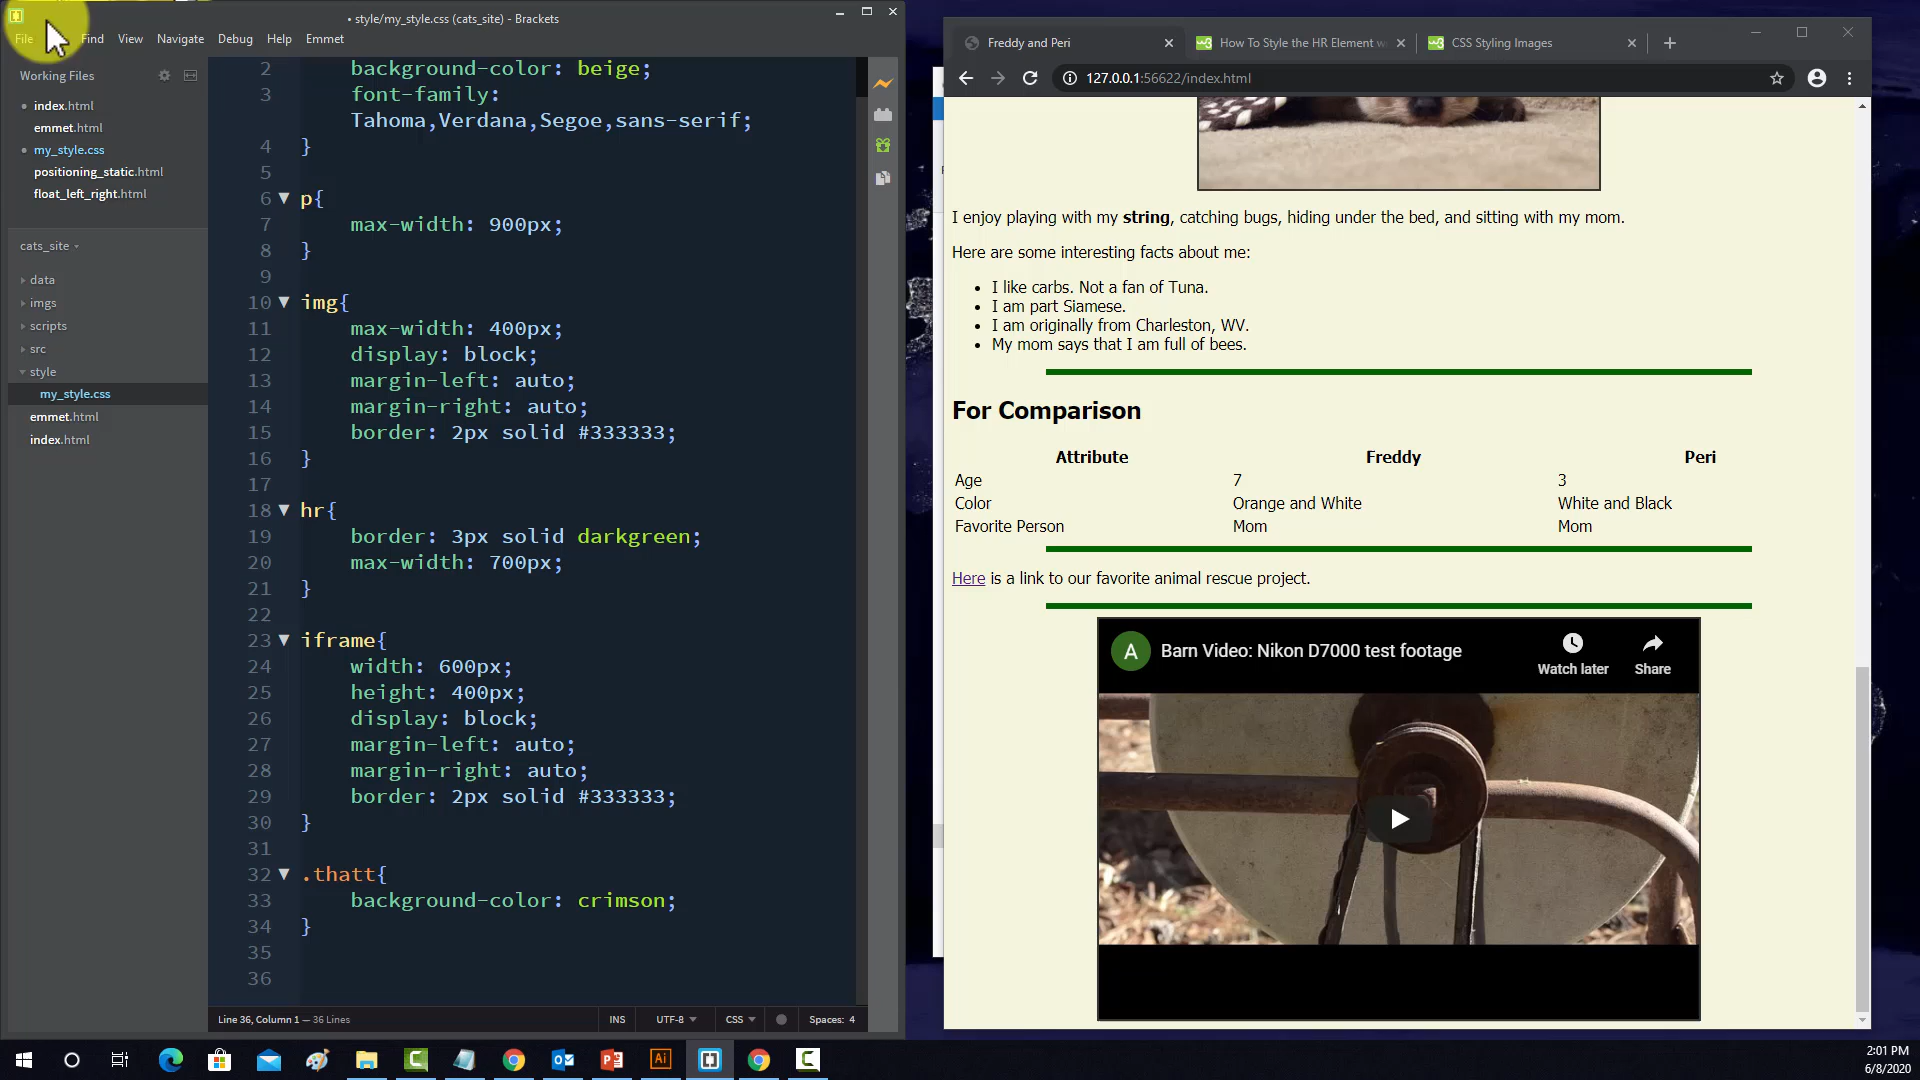 • style/my_style.css (cats_site) - Brackets
File
Find
View
Navigate
Debug
Help
Emmet
Working Files
index.html
emmet.html
my_style.css
positioning_static.html
float_left_right.html
cats_site
data
imgs
scripts
src
style
my_style.css
emmet.html
index.html
2 background-color: beige;
3 font-family:
Tahoma,Verdana,Segoe,sans-serif;
4 }
5
6 p{
7 max-width: 900px;
8 }
9
10 img{
11 max-width: 400px;
12 display: block;
13 margin-left: auto;
14 margin-right: auto;
15 border: 2px solid #333333;
16 }
17
18 hr{
19 border: 3px solid darkgreen;
20 max-width: 700px;
21 }
22
23 iframe{
24 width: 600px;
25 height: 400px;
26 display: block;
27 margin-left: auto;
28 margin-right: auto;
29 border: 2px solid #333333;
30 }
31
32 .thatt{
33 background-color: crimson;
34 }
35
36
Line 36, Column 1 — 36 Lines
INS
UTF-8
CSS
Spaces: 4
Freddy and Peri
How To Style the HR Element w
CSS Styling Images
127.0.0.1:56622/index.html
I enjoy playing with my string, catching bugs, hiding under the bed, and sitting with my mom.
Here are some interesting facts about me:
• I like carbs. Not a fan of Tuna.
• I am part Siamese.
• I am originally from Charleston, WV.
• My mom says that I am full of bees.
For Comparison
Attribute Freddy Peri
Age 7 3
Color Orange and White White and Black
Favorite Person Mom Mom
Here is a link to our favorite animal rescue project.
A
Barn Video: Nikon D7000 test footage
Watch later
Share
Ai
2:01 PM
6/8/2020